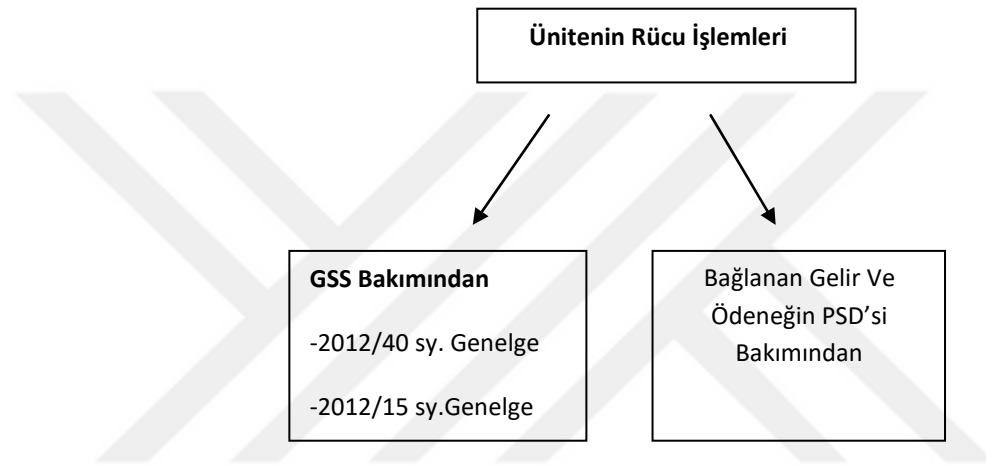 Ünitenin Rücu İşlemleri
GSS Bakımından
-2012/40 sy. Genelge
-2012/15 sy.Genelge
Bağlanan Gelir Ve
Ödeneğin PSD’si
Bakımından